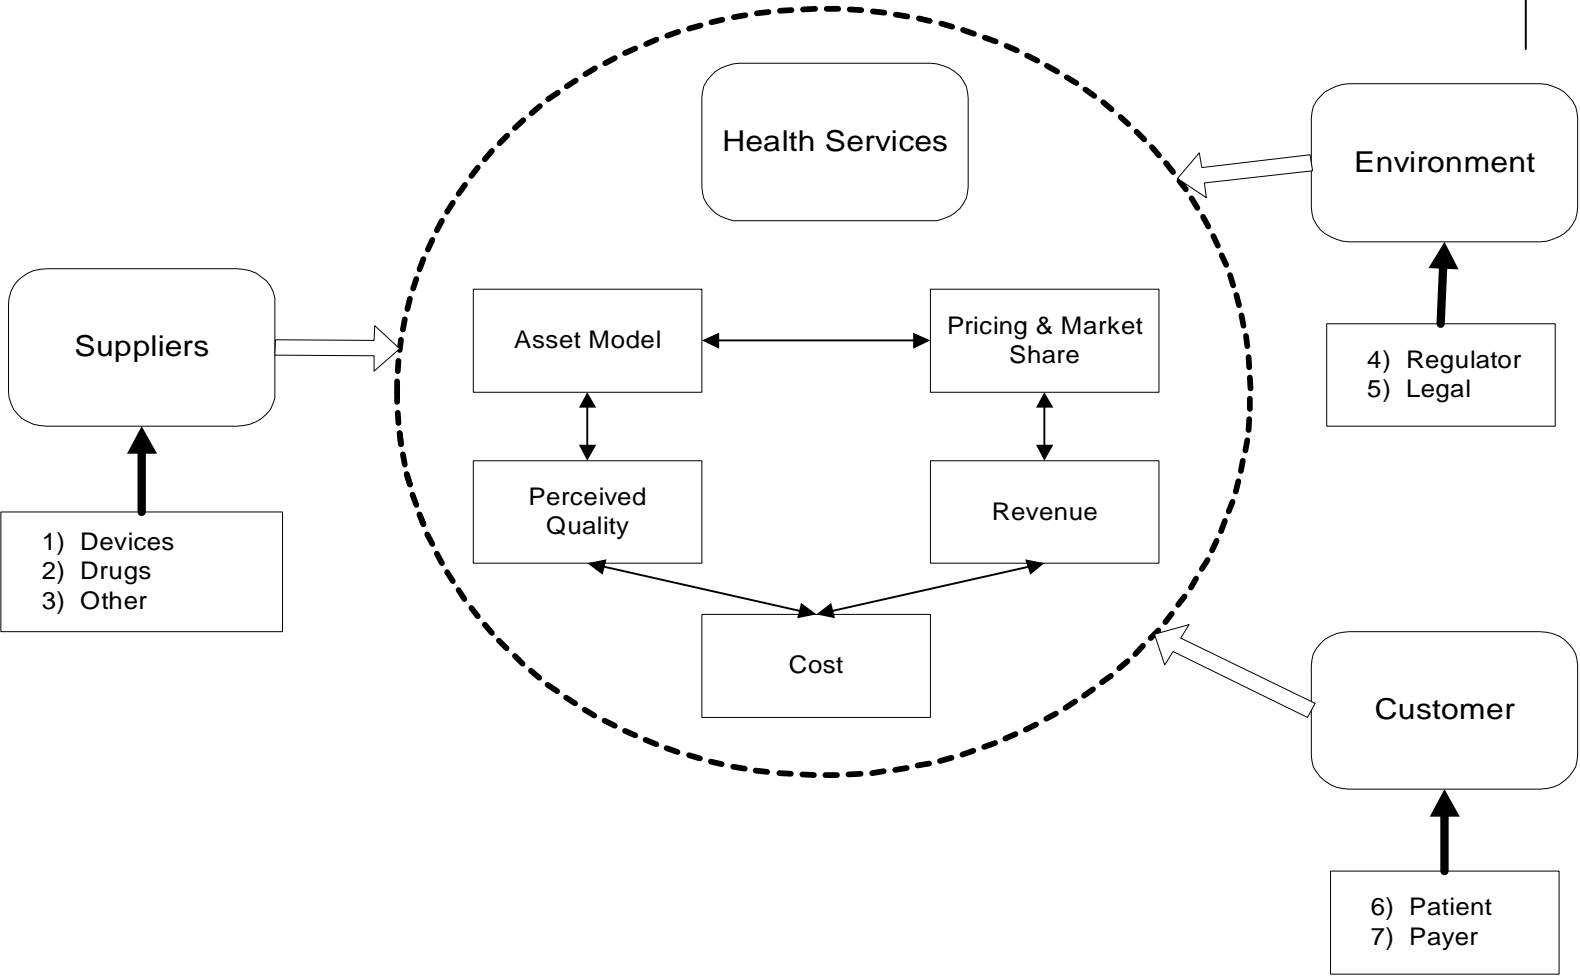 Health Services
Environment
Suppliers
Asset Model
Pricing & Market
Share
4) Regulator
5) Legal
Perceived
Quality
Revenue
1) Devices
2) Drugs
3) Other
Cost
Customer
6) Patient
7) Payer